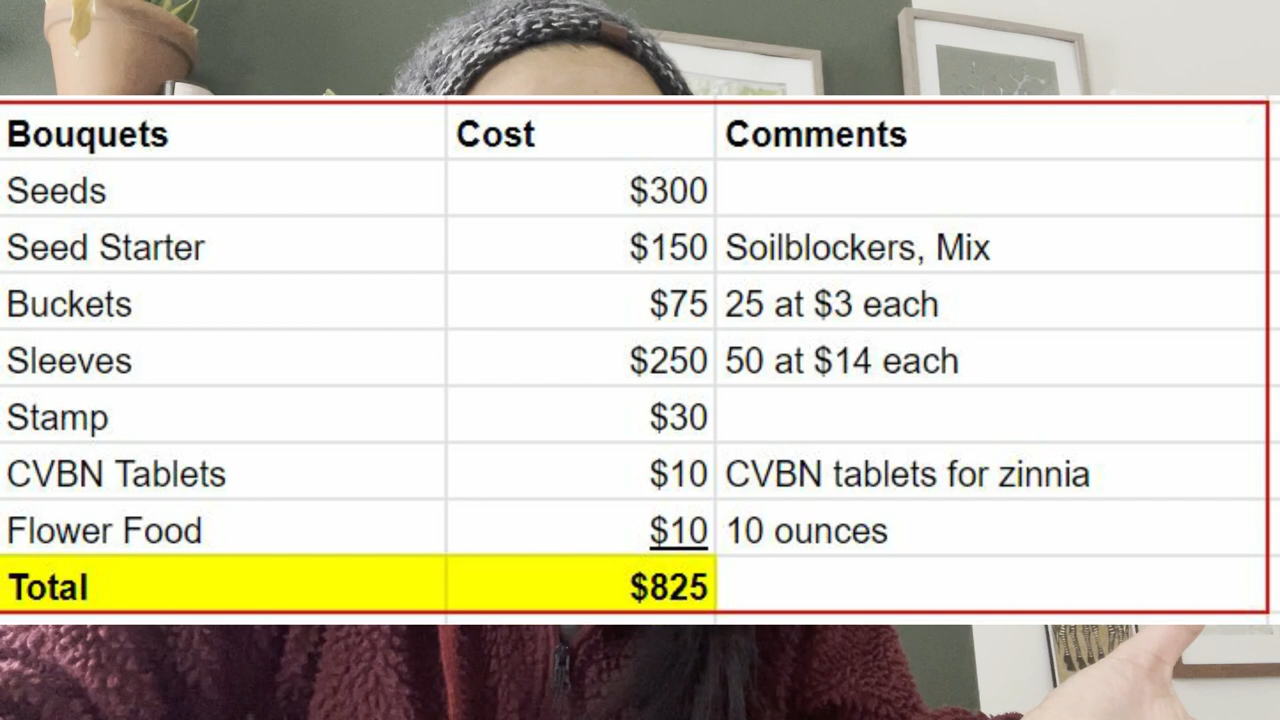 Bouquets Cost Comments
Seeds $300
Seed Starter $150 Soilblockers, Mix
Buckets $75 25 at $3 each
Sleeves $250 50 at $14 each
Stamp $30
CVBN Tablets $10 CVBN tablets for zinnia
Flower Food $10 10 ounces
Total $825